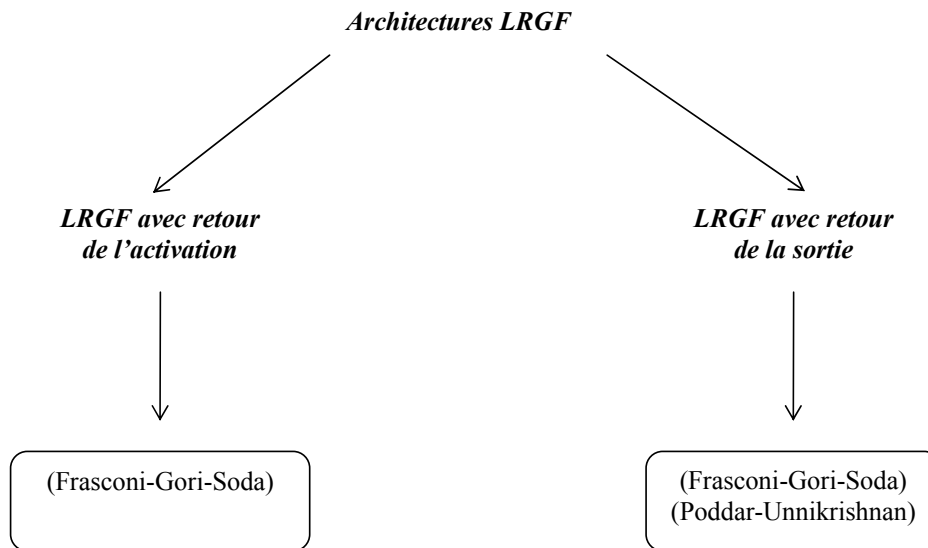 Architectures LRGF
LRGF avec retour
de l’activation
LRGF avec retour
de la sortie
(Frasconi-Gori-Soda)
(Frasconi-Gori-Soda)
(Poddar-Unnikrishnan)